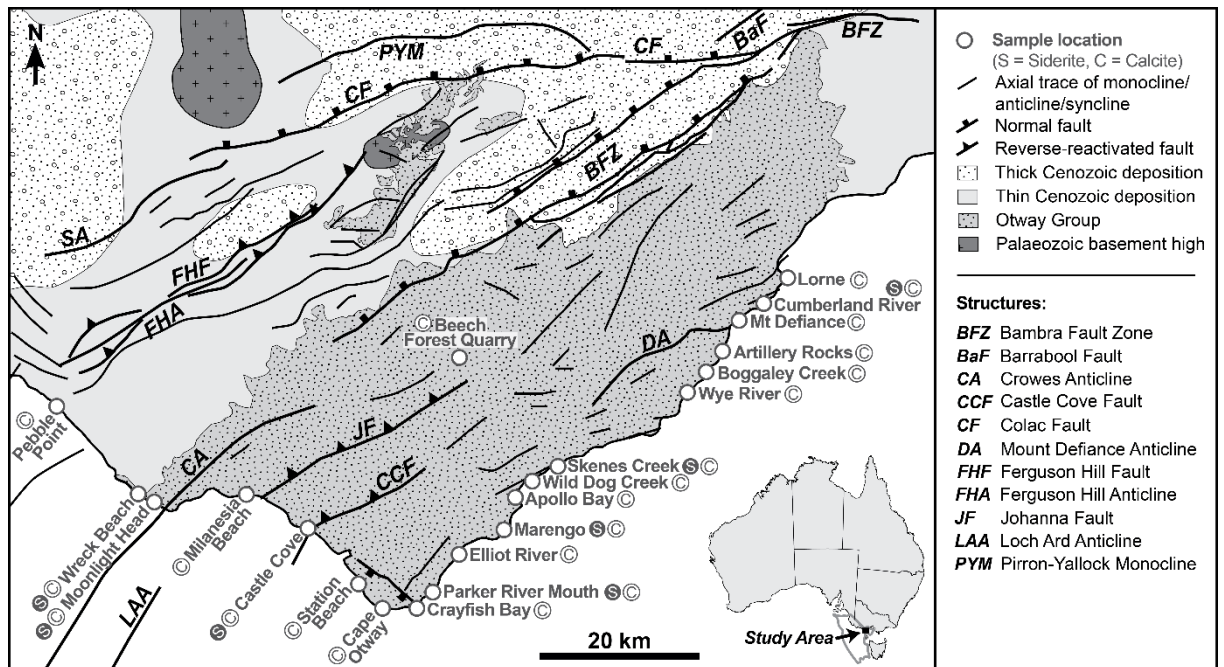 N
PYM
CF
BaF
BFZ
CF
BFZ
SA
FHF
FHA
Lorne Ⓒ
Ⓢ Ⓒ
Cumberland River
Mt Defiance Ⓒ
DA
Artillery Rocks Ⓒ
Boggaley Creek Ⓒ
Wye River Ⓒ
Ⓒ Beech
Forest Quarry
Ⓒ Pebble
Point
CA
JF
CCF
Skenes Creek Ⓢ Ⓒ
Wild Dog Creek Ⓒ
Apollo Bay Ⓒ
Marengo Ⓢ Ⓒ
Elliot River Ⓒ
Parker River Mouth Ⓢ Ⓒ
Crayfish Bay Ⓒ
Ⓢ Ⓒ Wreck Beach
Ⓢ Ⓒ Moonlight Head
Ⓒ Milanesia
Beach
Ⓢ Ⓒ Castle Cove
Ⓒ Station
Beach
Ⓒ Cape
Otway
LAA
20 km
Study Area
Sample location
(S = Siderite, C = Calcite)
Axial trace of monocline/
anticline/syncline
Normal fault
Reverse-reactivated fault
Thick Cenozoic deposition
Thin Cenozoic deposition
Otway Group
Palaeozoic basement high
Structures:
BFZ Bambra Fault Zone
BaF Barrabool Fault
CA Crowes Anticline
CCF Castle Cove Fault
CF Colac Fault
DA Mount Defiance Anticline
FHF Ferguson Hill Fault
FHA Ferguson Hill Anticline
JF Johanna Fault
LAA Loch Ard Anticline
PYM Pirron-Yallock Monocline